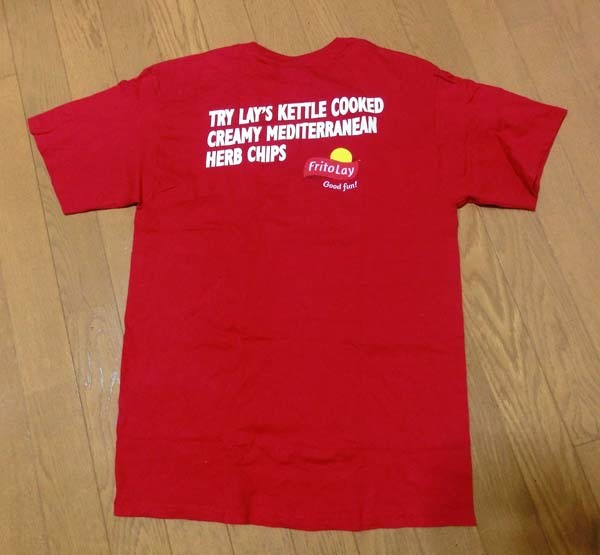 TRY LAY'S KETTLE COOKED
CREAMY MEDITERRANEAN
HERB CHIPS
FritoLay
Good fun!